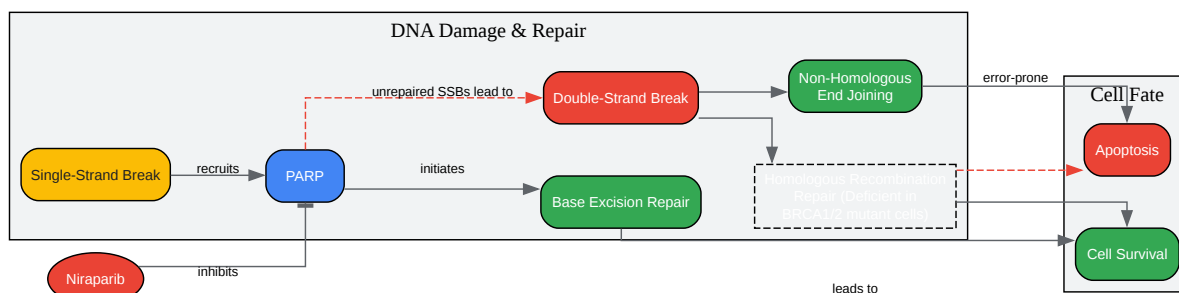 DNA Damage & Repair
unrepaired SSBs lead to
Double-Strand Break
Non-Homologous
End Joining
error-prone
Cell Fate
Apoptosis
Single-Strand Break
recruits
PARP
initiates
Base Excision Repair
Homologous Recombination
Repair (Deficient in
BRCA1/2 mutant cells)
Cell Survival
Niraparib
inhibits
leads to